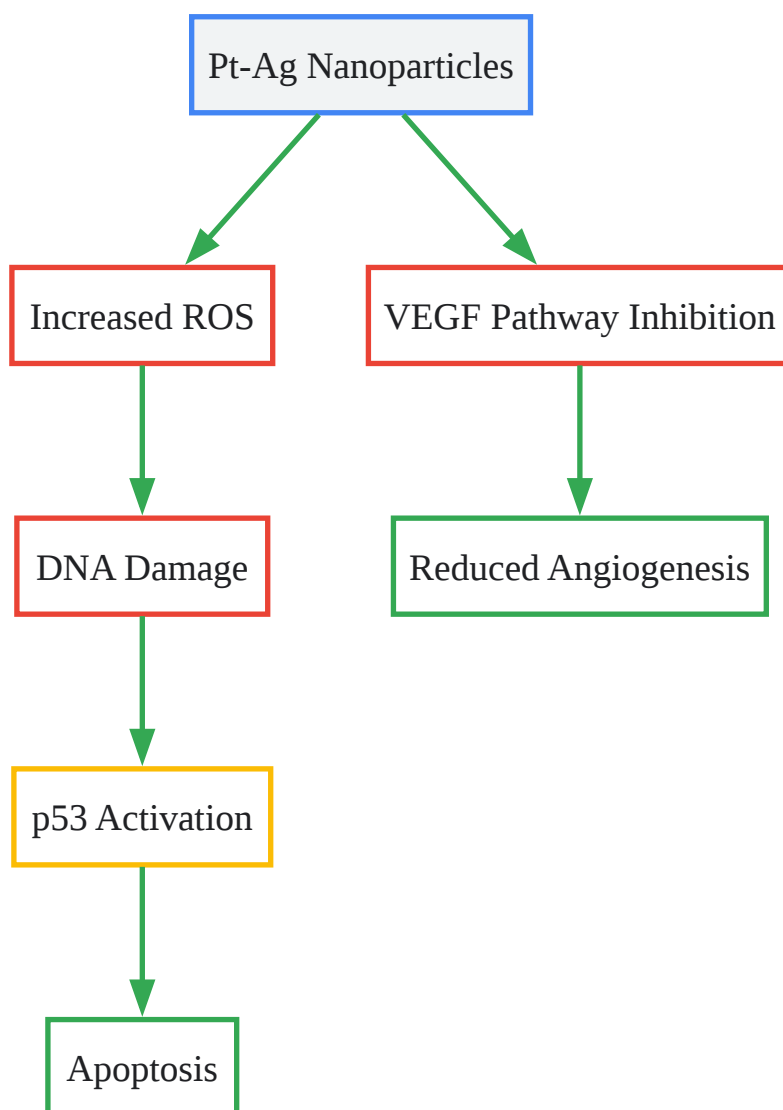 Pt-Ag Nanoparticles
Increased ROS
VEGF Pathway Inhibition
DNA Damage
Reduced Angiogenesis
p53 Activation
Apoptosis